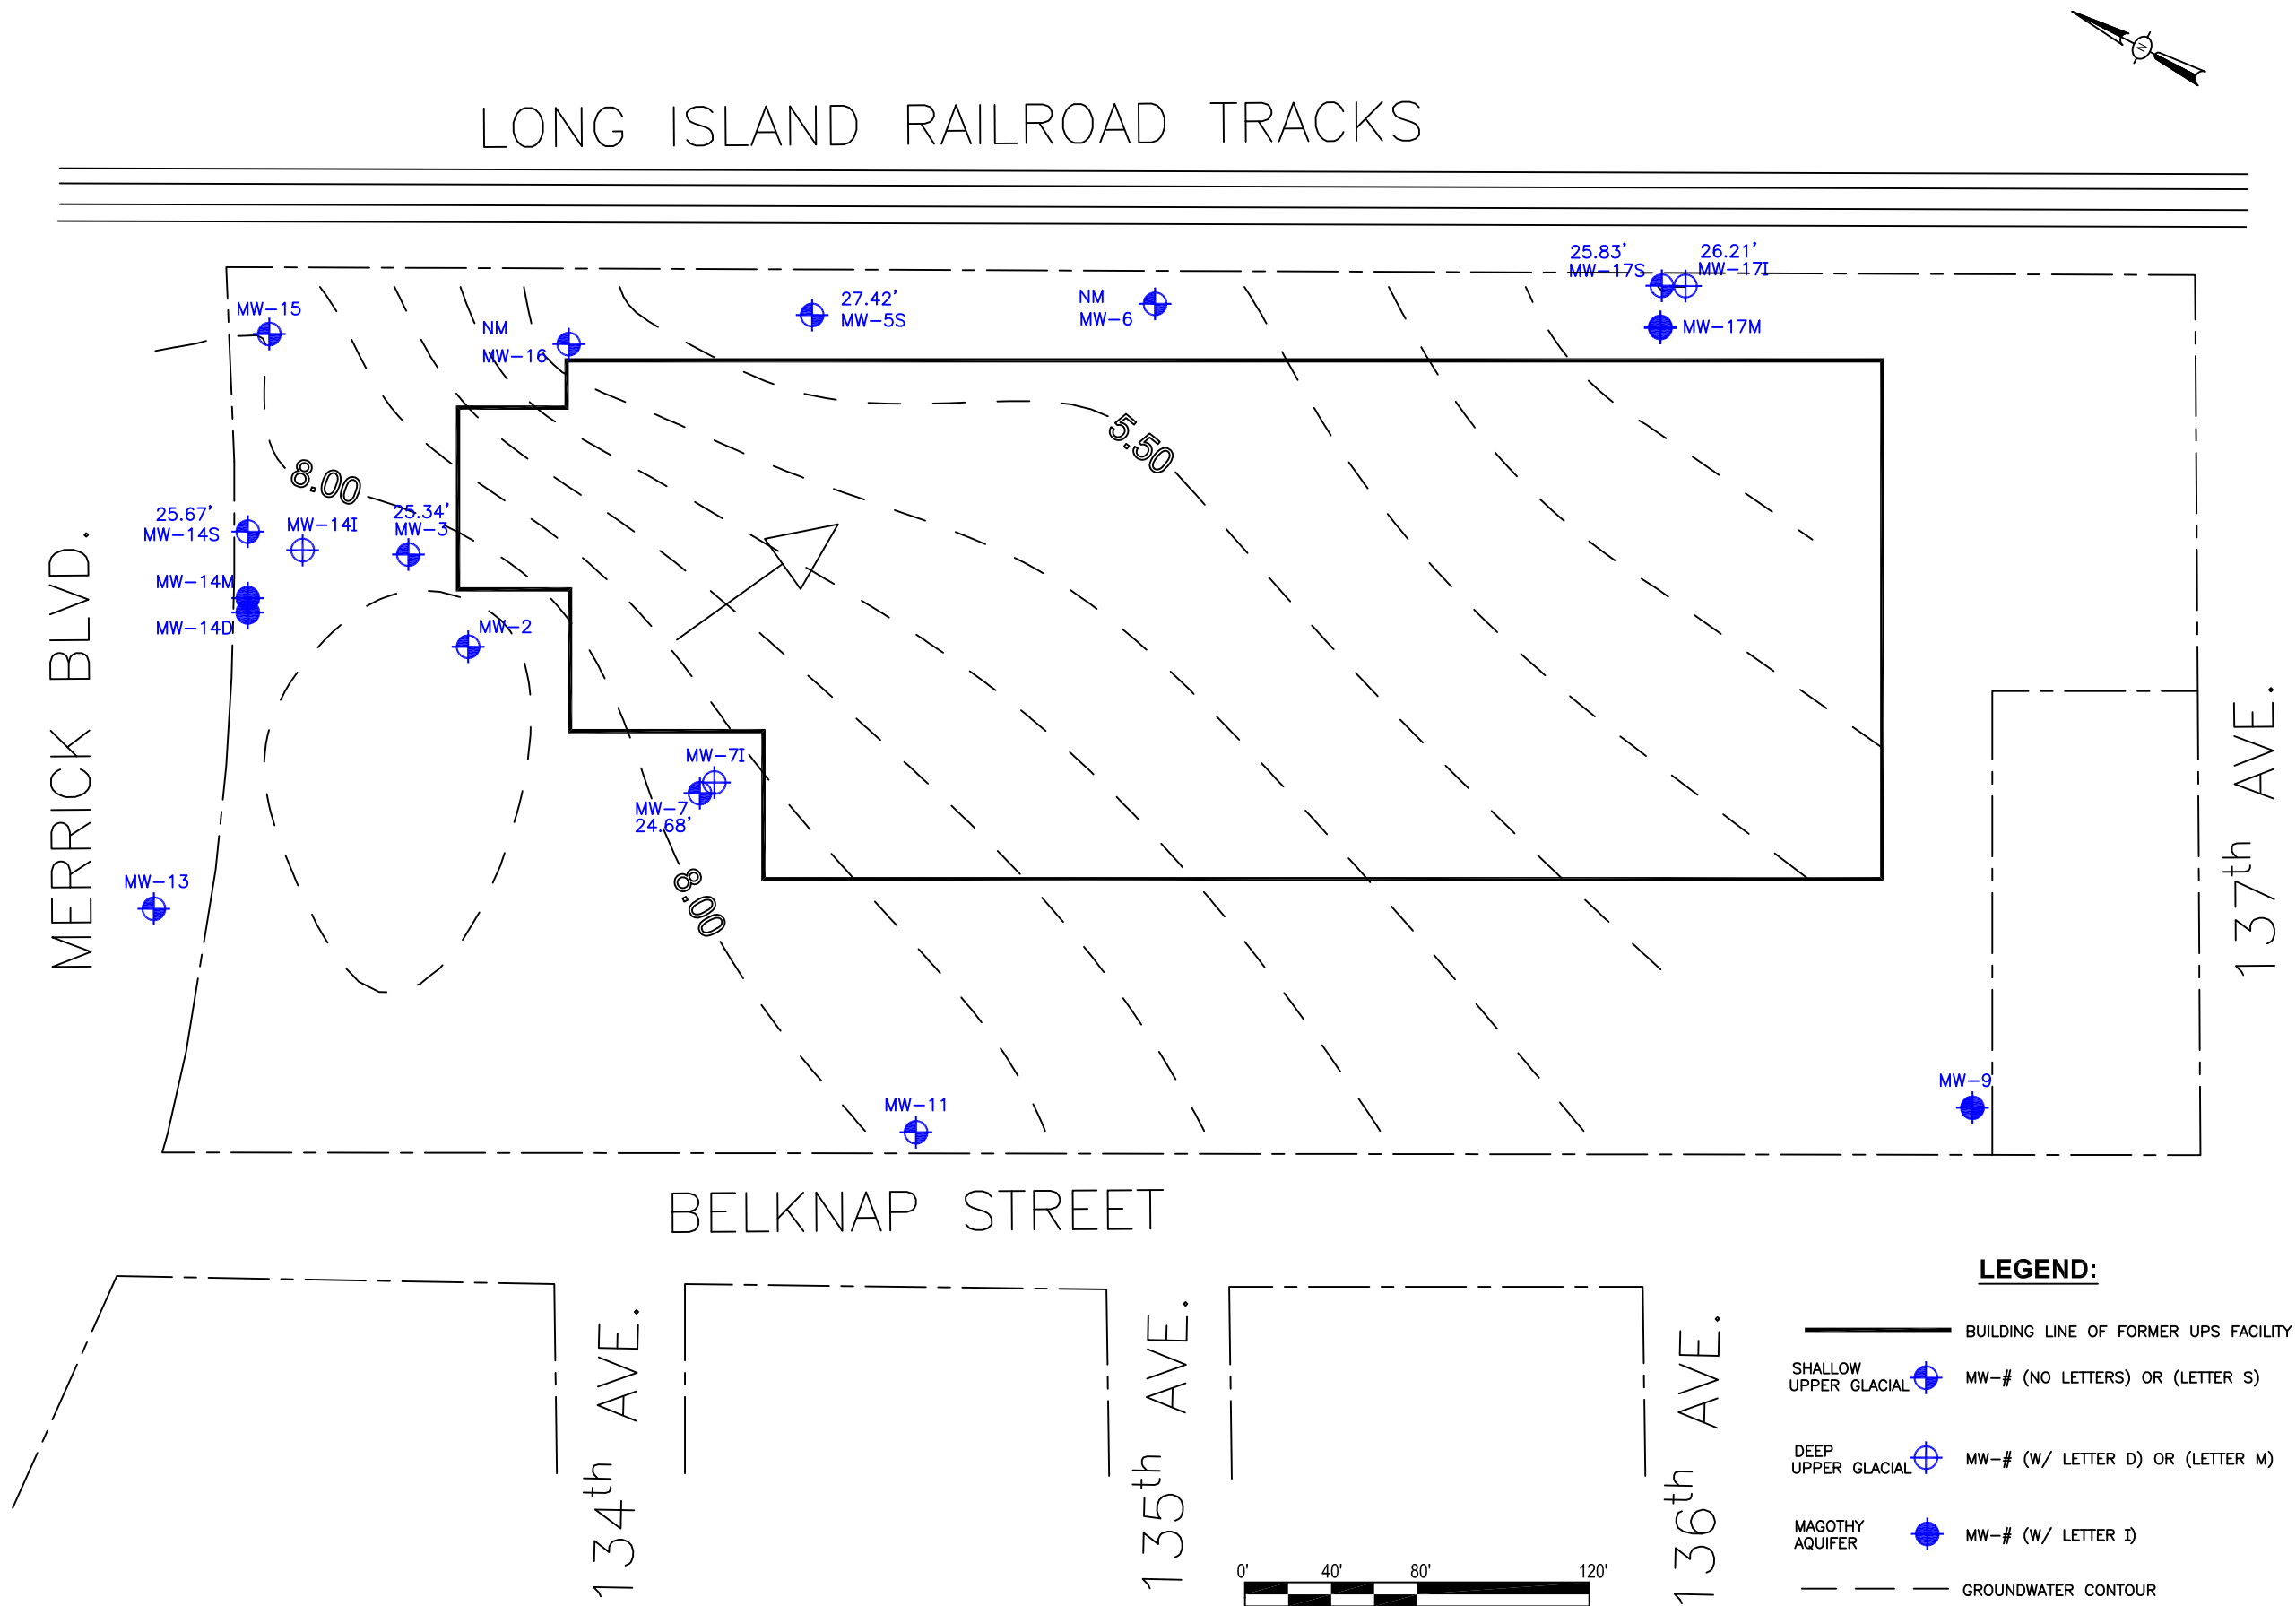 N
LONG ISLAND RAILROAD TRACKS
25.83'
MW-17S
26.21'
MW-17I
MW-17M
MW-15
NM
MW-16
27.42'
MW-5S
NM
MW-6
5.50
8.00
25.67'
MW-14S
MW-14I
25.34'
MW-3
MW-14M
MW-14D
MW-2
MERRICK BLVD.
MW-7I
MW-7
24.68'
8.00
MW-13
137th AVE.
MW-9
MW-11
BELKNAP STREET
134th AVE.
135th AVE.
136th AVE.
LEGEND:
BUILDING LINE OF FORMER UPS FACILITY
SHALLOW
UPPER GLACIAL
MW-# (NO LETTERS) OR (LETTER S)
DEEP
UPPER GLACIAL
MW-# (W/ LETTER D) OR (LETTER M)
MAGOTHY
AQUIFER
MW-# (W/ LETTER I)
GROUNDWATER CONTOUR
0' 40' 80' 120'